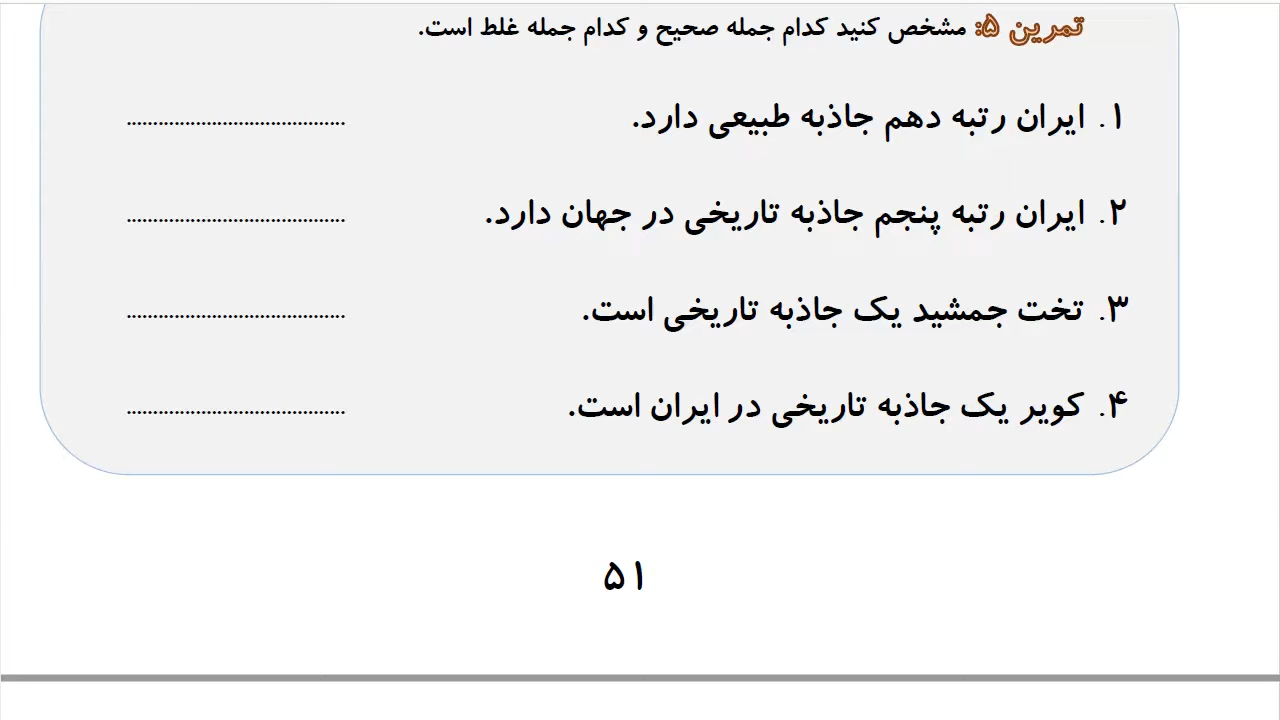 تمرین ۵: مشخص کنید کدام جمله صحیح و کدام جمله غلط است.
۱. ایران رتبه دهم جاذبه طبیعی دارد. ........................................
۲. ایران رتبه پنجم جاذبه تاریخی در جهان دارد. ........................................
۳. تخت جمشید یک جاذبه تاریخی است. ........................................
۴. کویر یک جاذبه تاریخی در ایران است. ........................................
۵۱